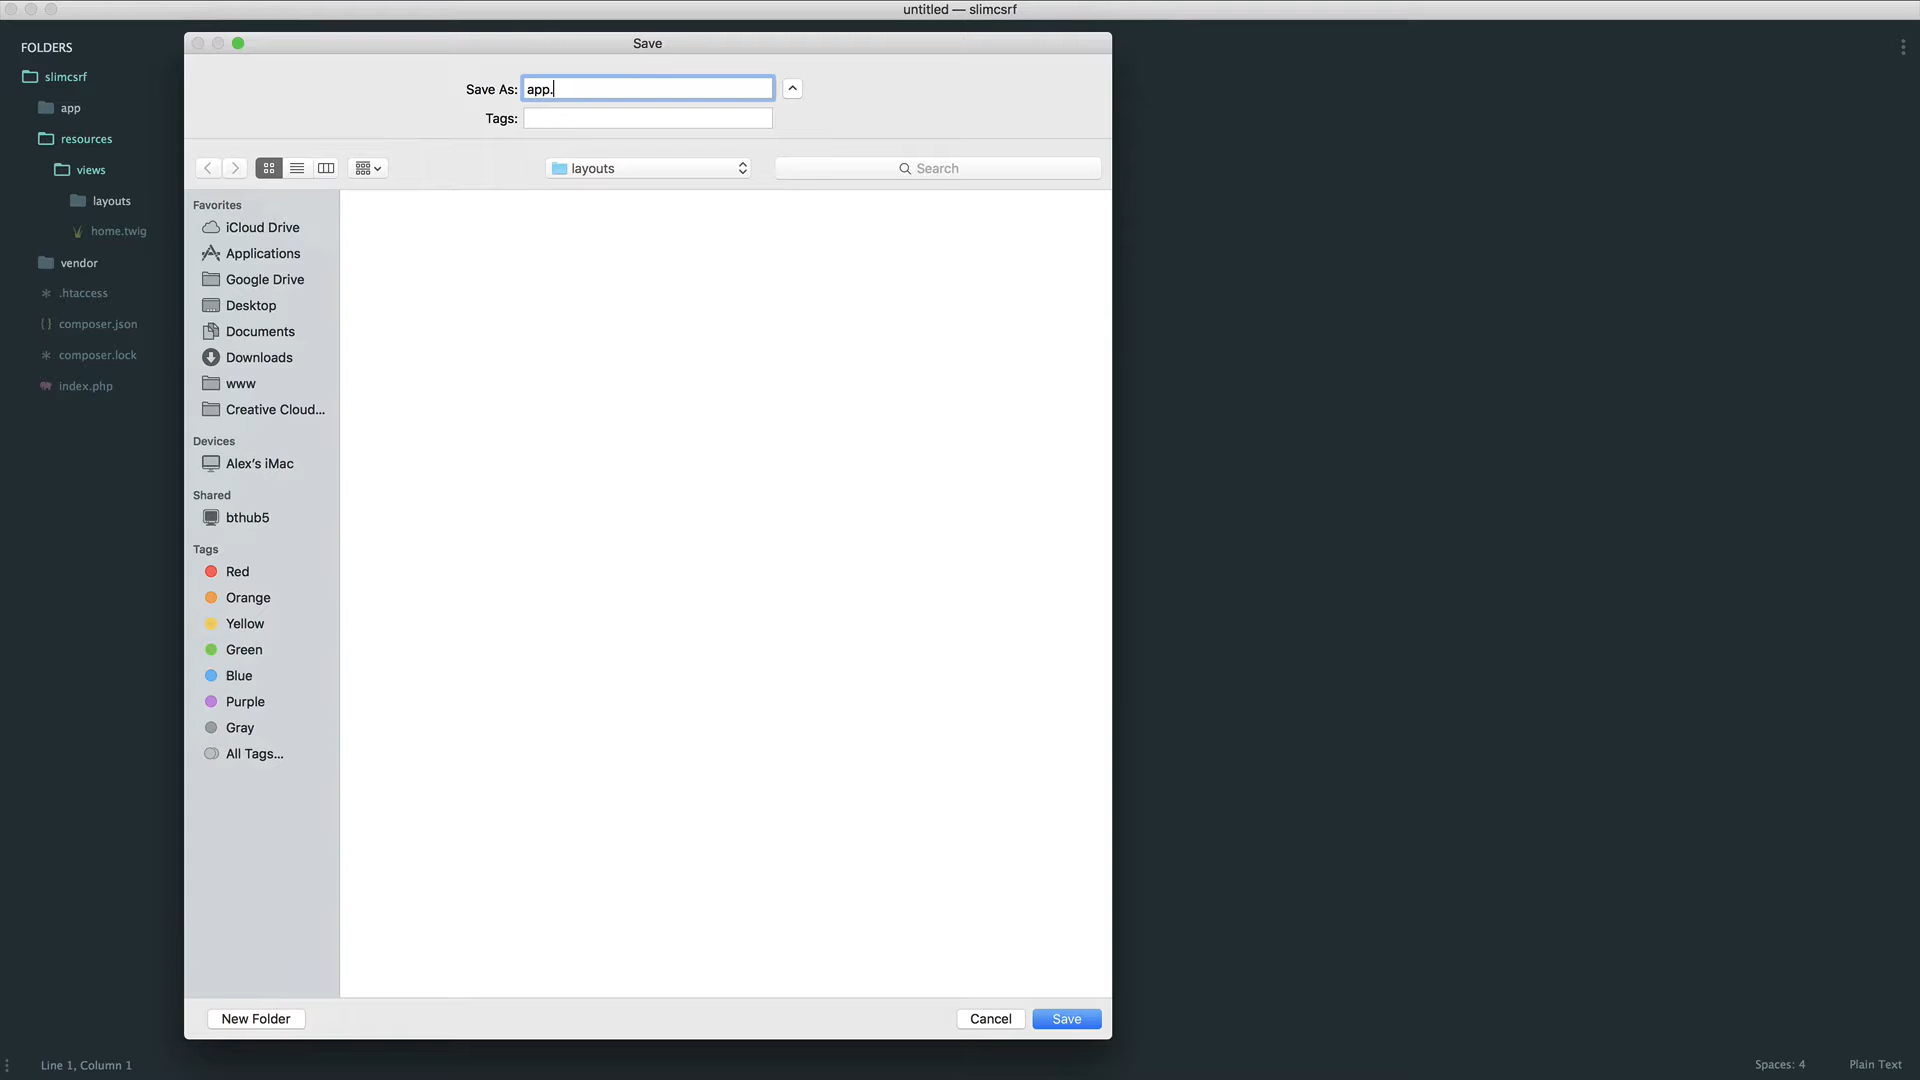 untitled — slimcsrf
FOLDERS
slimcsrf
app
resources
views
layouts
home.twig
vendor
.htaccess
composer.json
composer.lock
index.php
Save
Save As: app.
Tags:
layouts
Search
Favorites
iCloud Drive
Applications
Google Drive
Desktop
Documents
Downloads
www
Creative Cloud...
Devices
Alex's iMac
Shared
bthub5
Tags
Red
Orange
Yellow
Green
Blue
Purple
Gray
All Tags...
New Folder
Cancel
Save
Line 1, Column 1
Spaces: 4
Plain Text